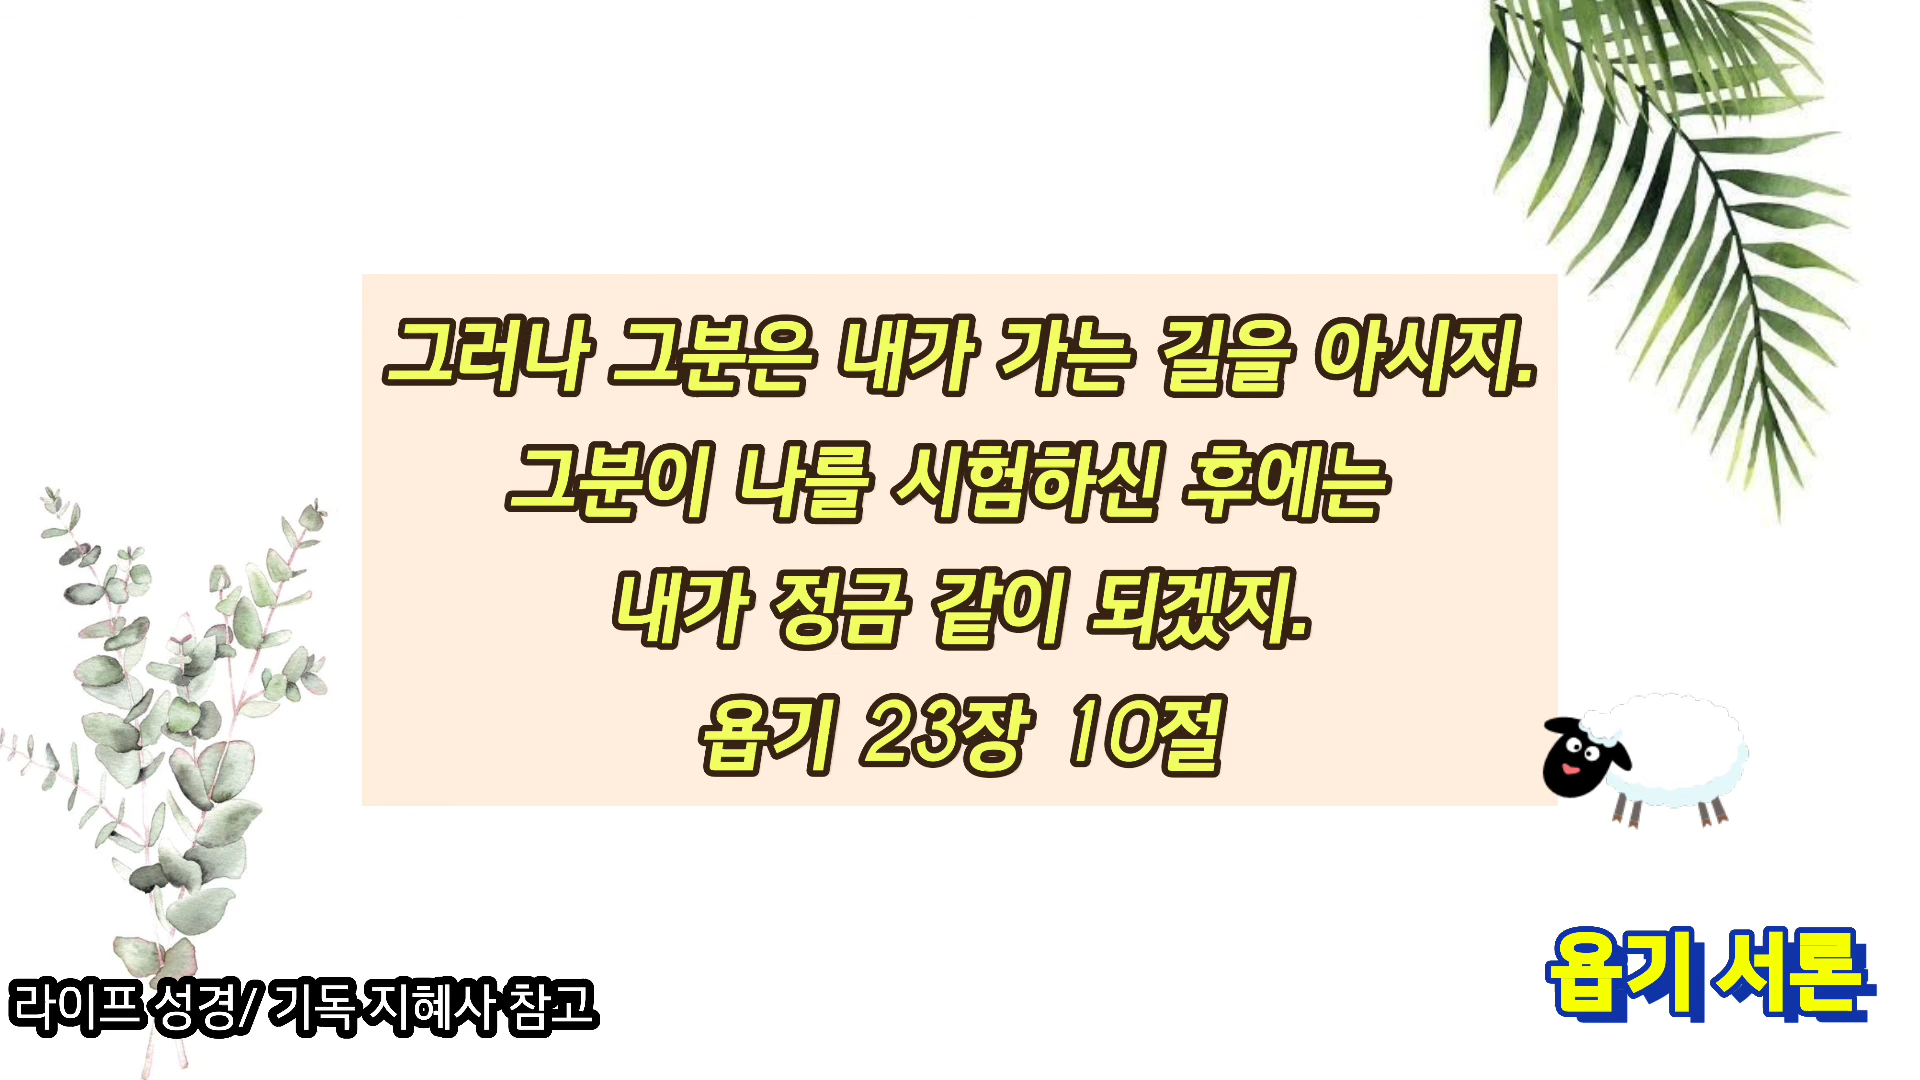 그러나 그분은 내가 가는 길을 아시지.
그분이 나를 시험하신 후에는
내가 정금 같이 되겠지.
욥기 23장 10절
욥기 서론
라이프 성경/ 기독 지혜사 참고